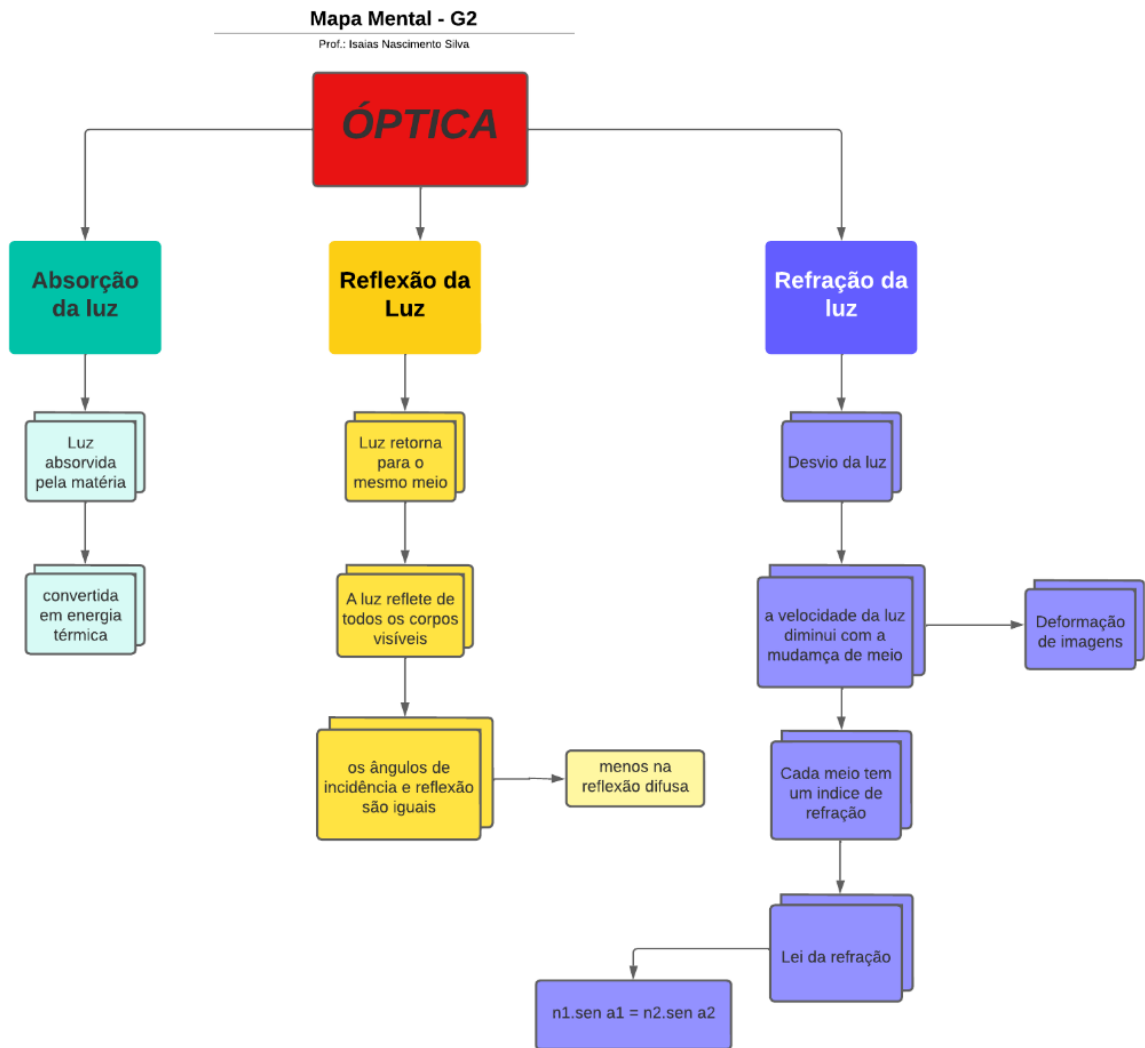 Mapa Mental - G2
Prof.: Isaias Nascimento Silva
ÓPTICA
Absorção
da luz
Reflexão da
Luz
Refração da
luz
Luz
absorvida
pela matéria
Luz retorna
para o
mesmo meio
Desvio da luz
convertida
em energia
térmica
A luz reflete de
todos os corpos
visíveis
a velocidade da luz
diminui com a
mudamça de meio
Deformação
de imagens
os ângulos de
incidência e reflexão
são iguais
menos na
reflexão difusa
Cada meio tem
um indice de
refração
Lei da refração
n1.sen a1 = n2.sen a2